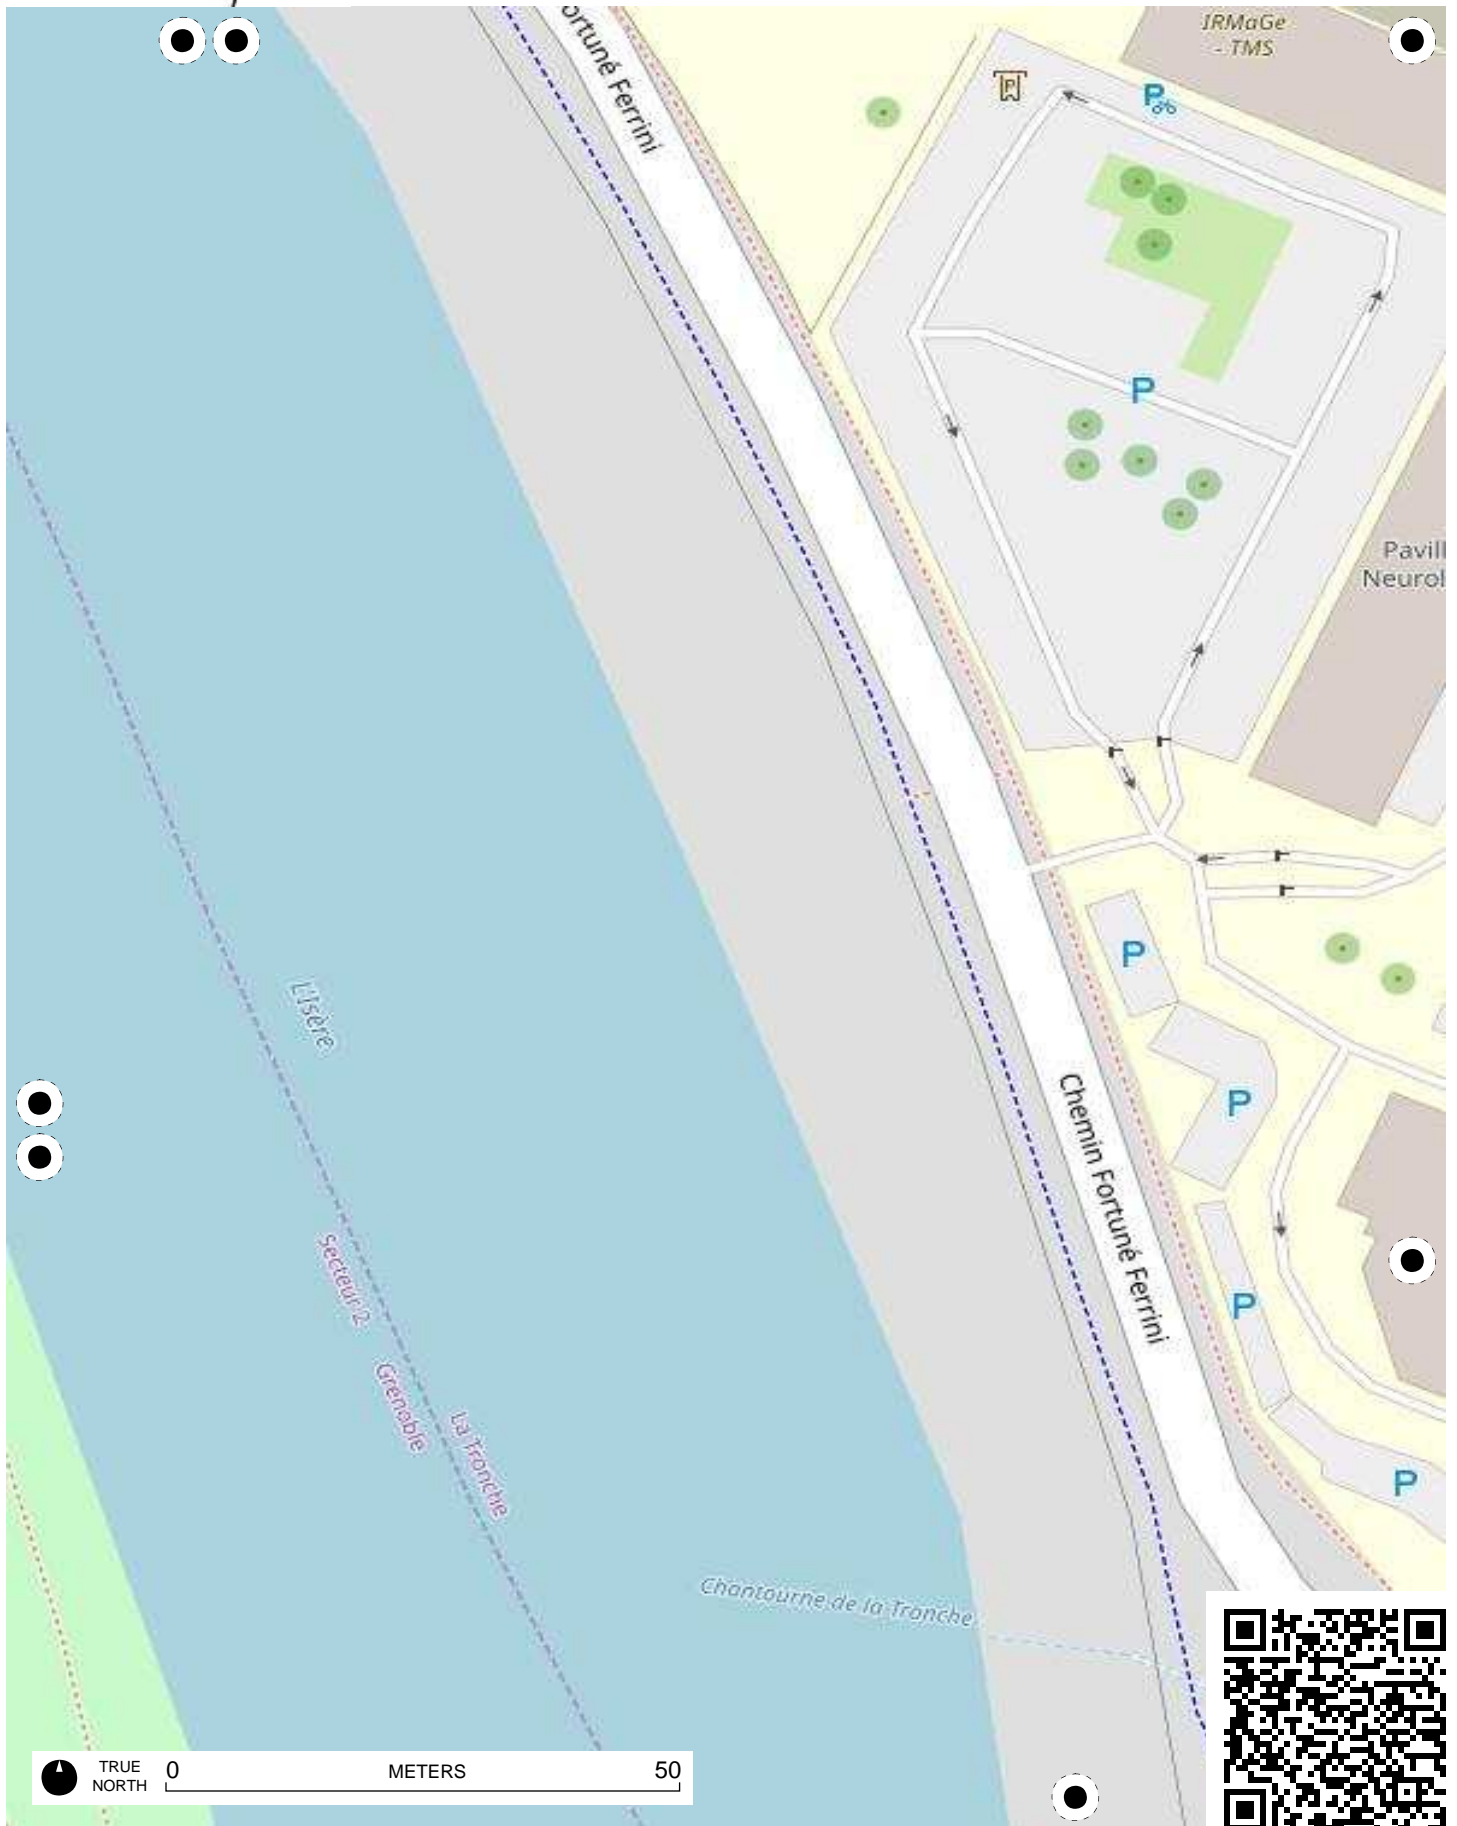 ortuné Ferrini
IRMaGe
- TMS
P
P
P
Pavill
Neurol
P
L'Isère
P
Chemin Fortuné Ferrini
Secteur 2
P
Grenoble
La Tronche
P
Chantourne de la Tronche
TRUE
NORTH
0 METERS 50